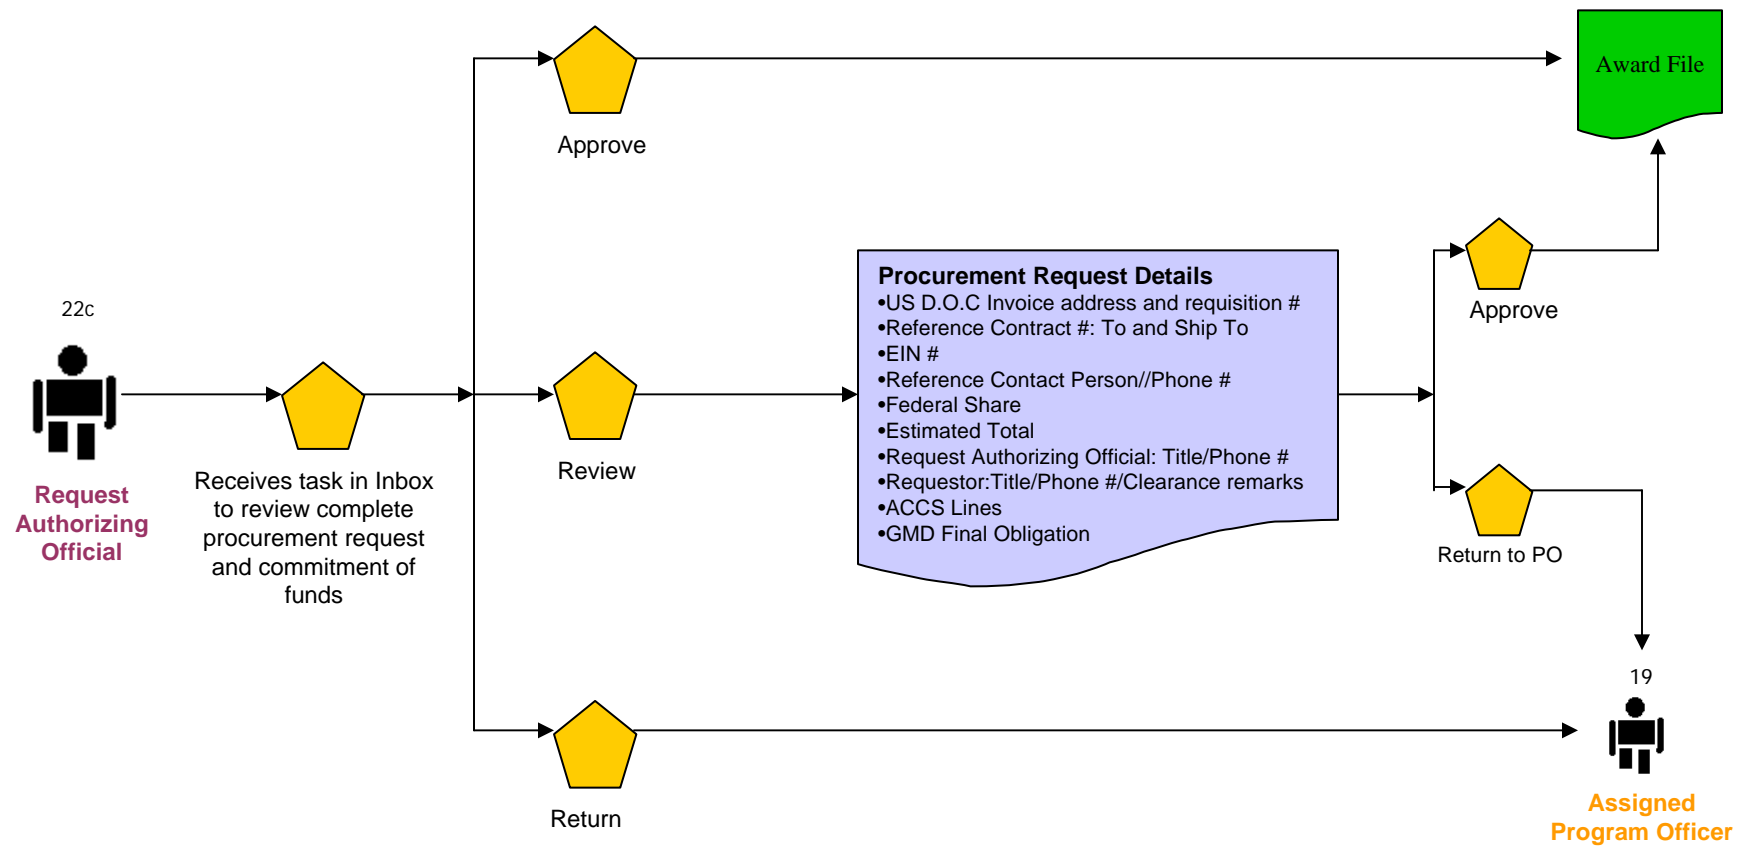 Award File
Approve
22c
Request
Authorizing
Official
Receives task in Inbox
to review complete
procurement request
and commitment of
funds
Review
Procurement Request Details
•US D.O.C Invoice address and requisition #
•Reference Contract #: To and Ship To
•EIN #
•Reference Contact Person//Phone #
•Federal Share
•Estimated Total
•Request Authorizing Official: Title/Phone #
•Requestor:Title/Phone #/Clearance remarks
•ACCS Lines
•GMD Final Obligation
Approve
Return to PO
Return
19
Assigned
Program Officer